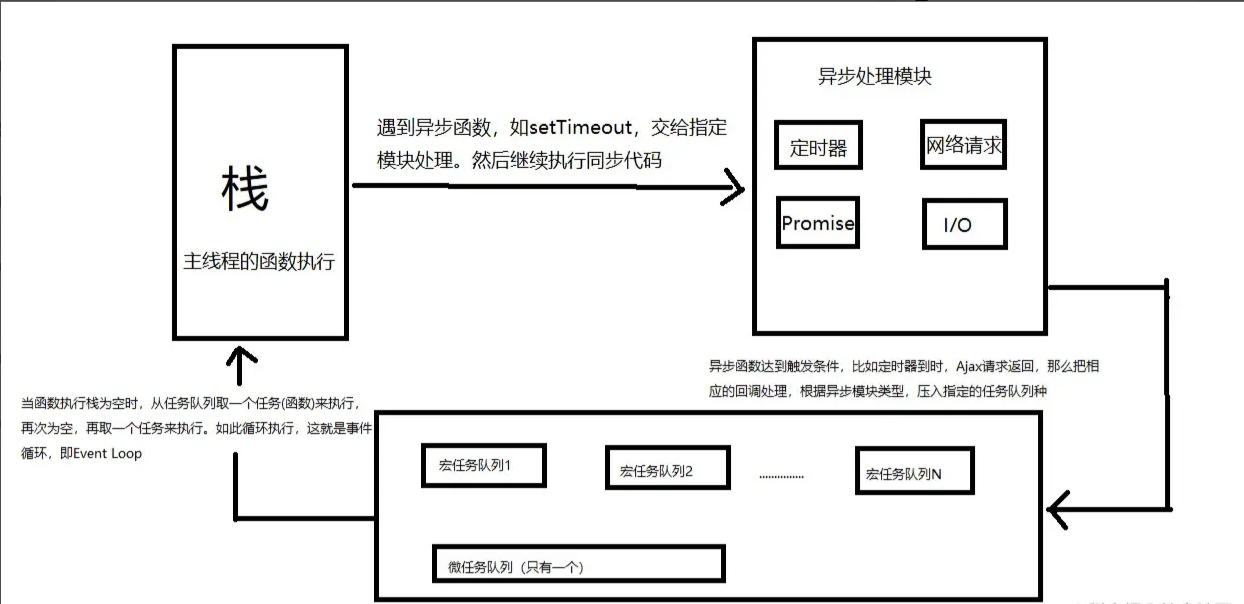 异步处理模块
遇到异步函数，如setTimeout，交给指定
模块处理。然后继续执行同步代码
定时器
网络请求
栈
Promise
I/O
主线程的函数执行
异步函数达到触发条件，比如定时器到时，Ajax请求返回，那么把相
应的回调处理，根据异步模块类型，压入指定的任务队列种
当函数执行栈为空时，从任务队列取一个任务(函数)来执行，
再次为空，再取一个任务来执行。如此循环执行，这就是事件
循环，即Event Loop
宏任务队列1
宏任务队列2
...............
宏任务队列N
微任务队列（只有一个）